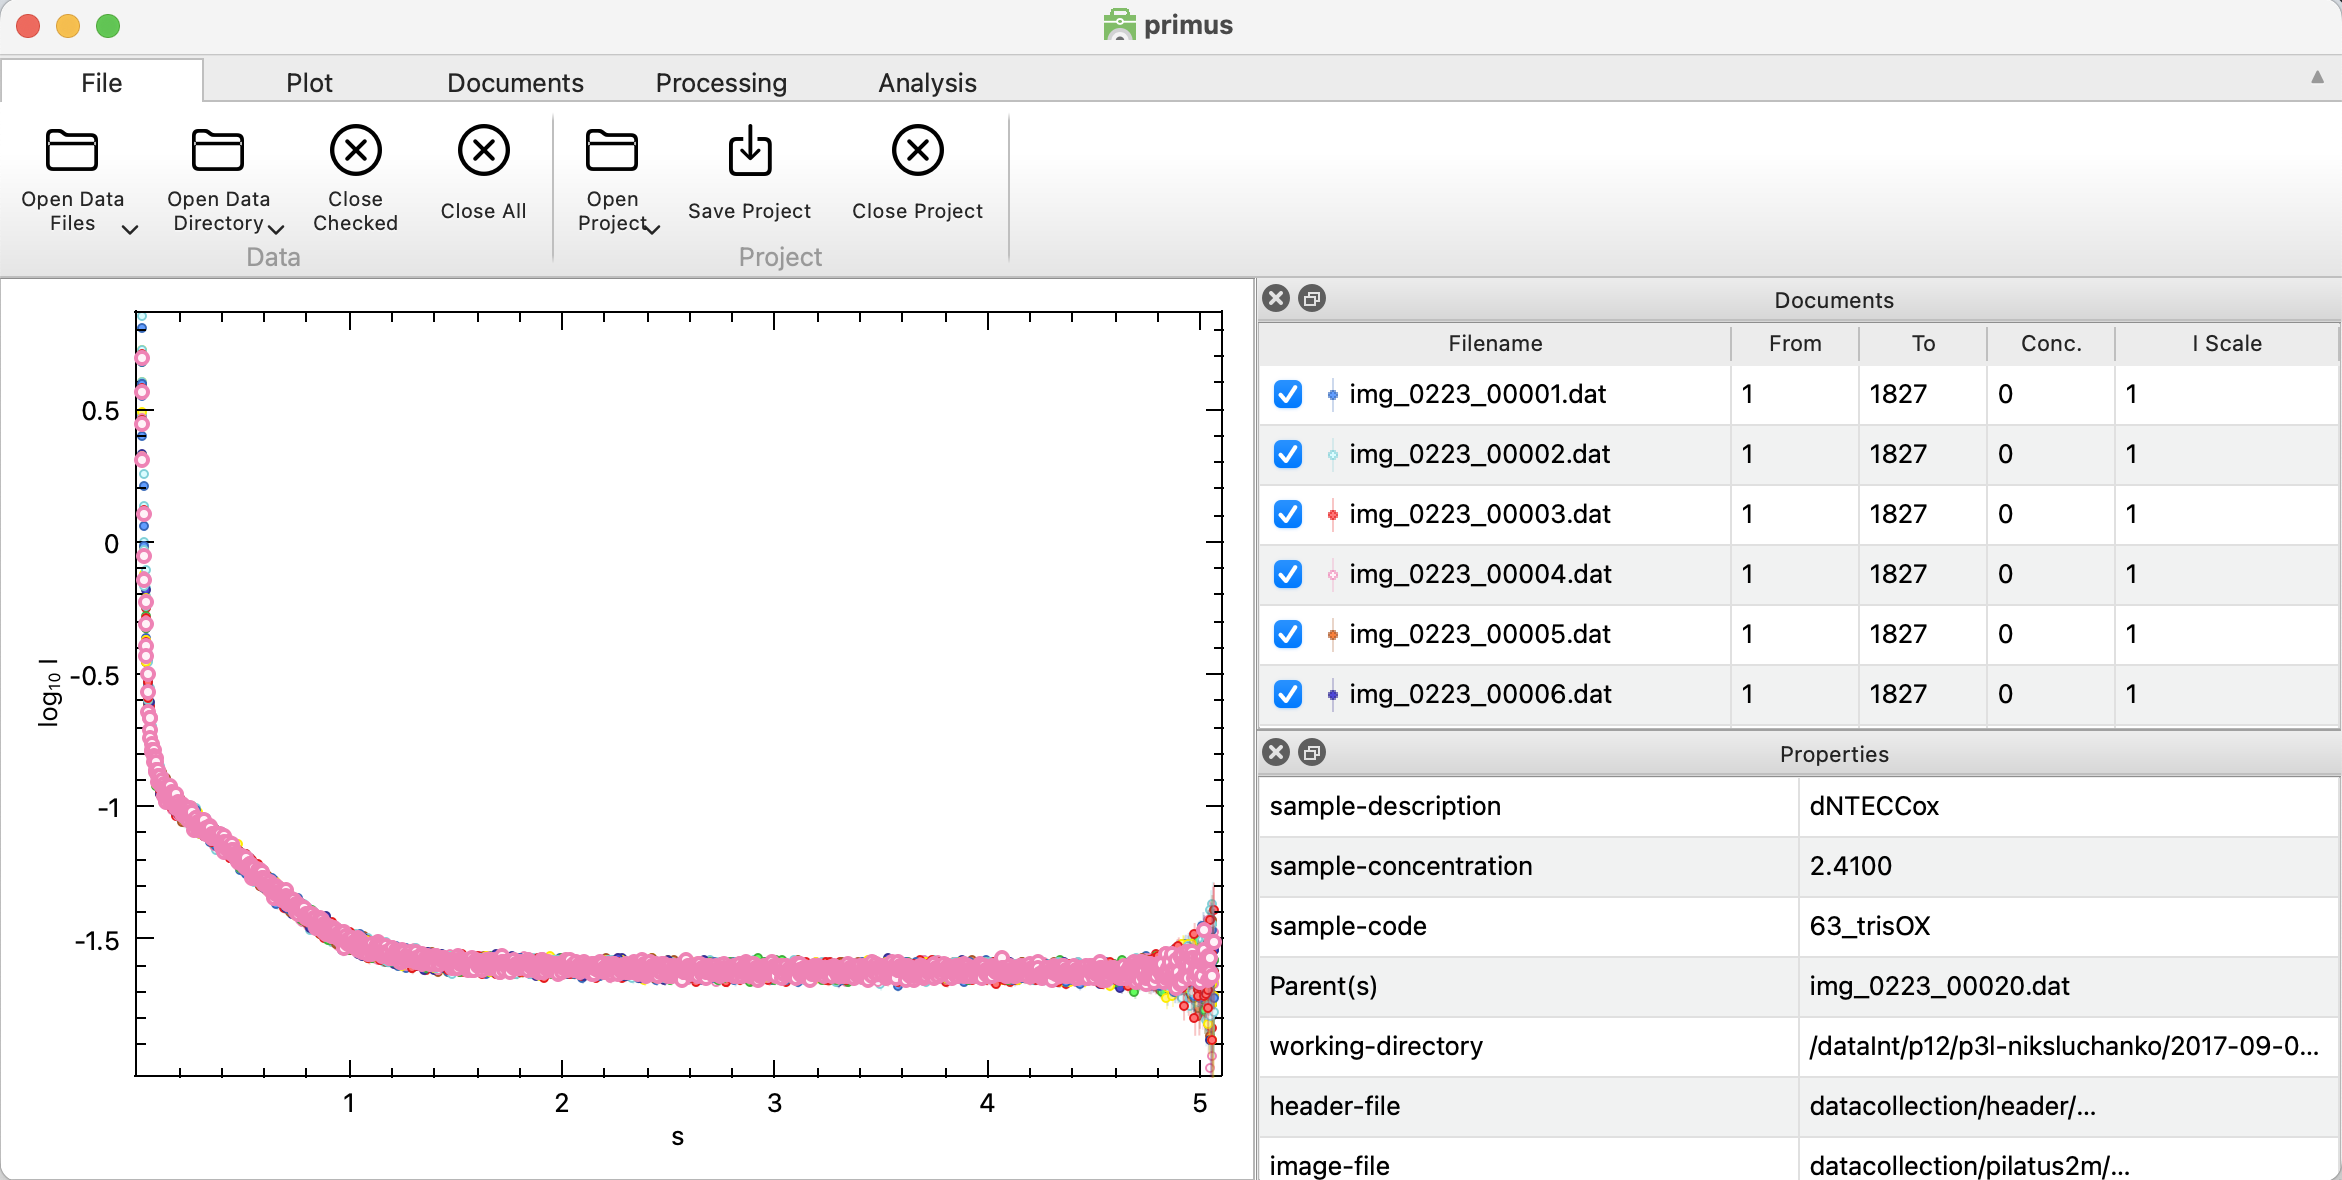 primus
File Plot Documents Processing Analysis
Open Data Files
Open Data Directory
Close Checked
Close All
Open Project
Save Project
Close Project
Data
Project
0.5
0
-0.5
-1
-1.5
log10 I
1 2 3 4 5
s
Documents
Filename From To Conc. I Scale
img_0223_00001.dat 1 1827 0 1
img_0223_00002.dat 1 1827 0 1
img_0223_00003.dat 1 1827 0 1
img_0223_00004.dat 1 1827 0 1
img_0223_00005.dat 1 1827 0 1
img_0223_00006.dat 1 1827 0 1
Properties
sample-description dNTECCox
sample-concentration 2.4100
sample-code 63_trisOX
Parent(s) img_0223_00020.dat
working-directory /dataInt/p12/p3l-niksluchanko/2017-09-0...
header-file datacollection/header/...
image-file datacollection/pilatus2m/...